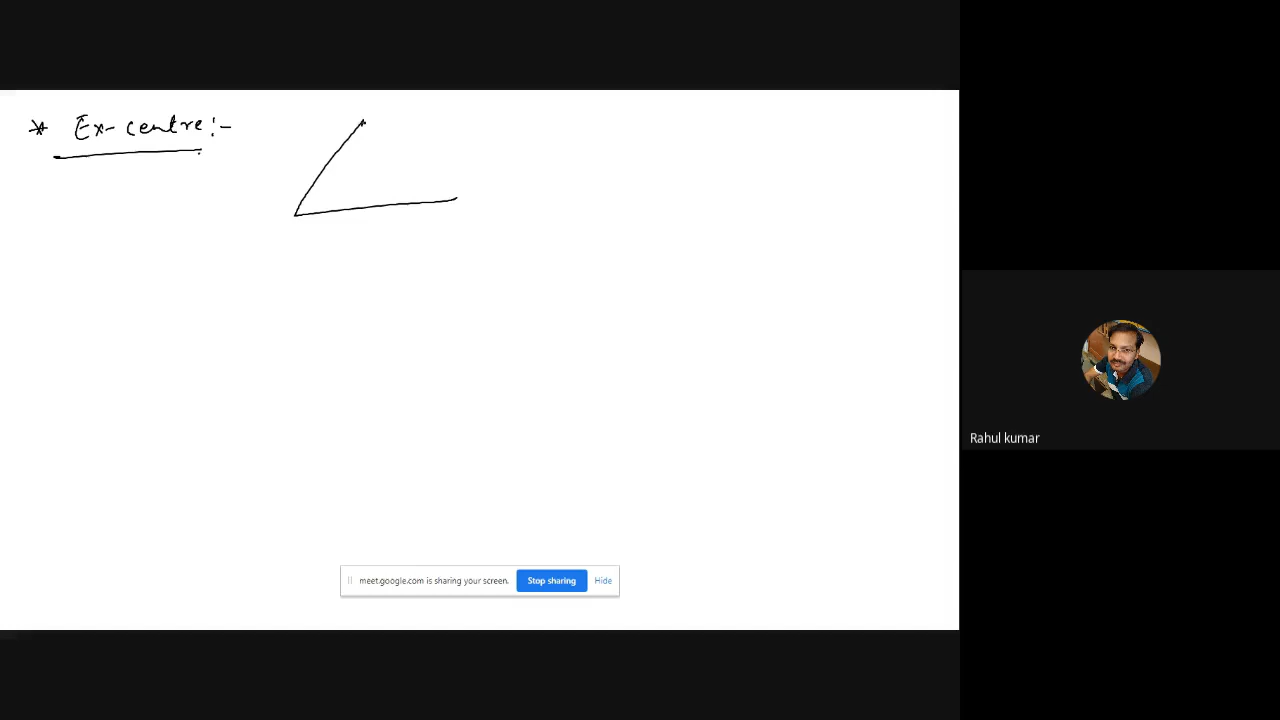 * Ex-centre:-
meet.google.com is sharing your screen. Stop sharing Hide
Rahul kumar